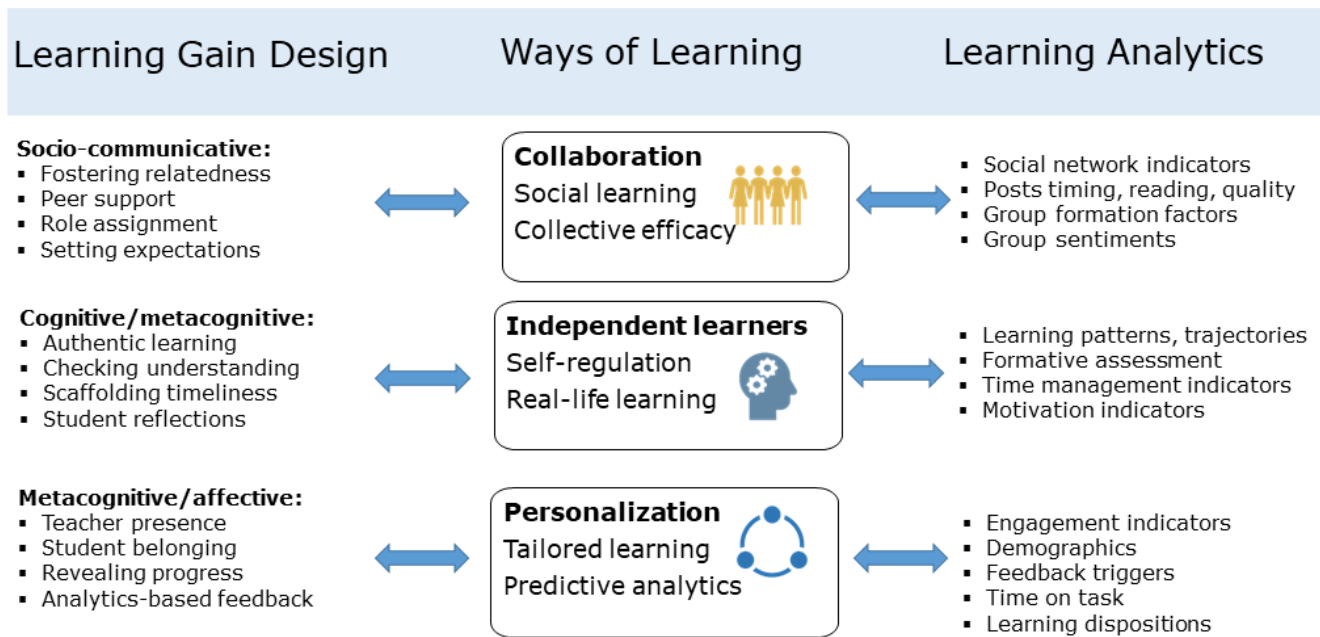 Learning Gain Design
Ways of Learning
Learning Analytics
Socio-communicative:
▪ Fostering relatedness
▪ Peer support
▪ Role assignment
▪ Setting expectations
Collaboration
Social learning
Collective efficacy
▪ Social network indicators
▪ Posts timing, reading, quality
▪ Group formation factors
▪ Group sentiments
Cognitive/metacognitive:
▪ Authentic learning
▪ Checking understanding
▪ Scaffolding timeliness
▪ Student reflections
Independent learners
Self-regulation
Real-life learning
▪ Learning patterns, trajectories
▪ Formative assessment
▪ Time management indicators
▪ Motivation indicators
Metacognitive/affective:
▪ Teacher presence
▪ Student belonging
▪ Revealing progress
▪ Analytics-based feedback
Personalization
Tailored learning
Predictive analytics
▪ Engagement indicators
▪ Demographics
▪ Feedback triggers
▪ Time on task
▪ Learning dispositions